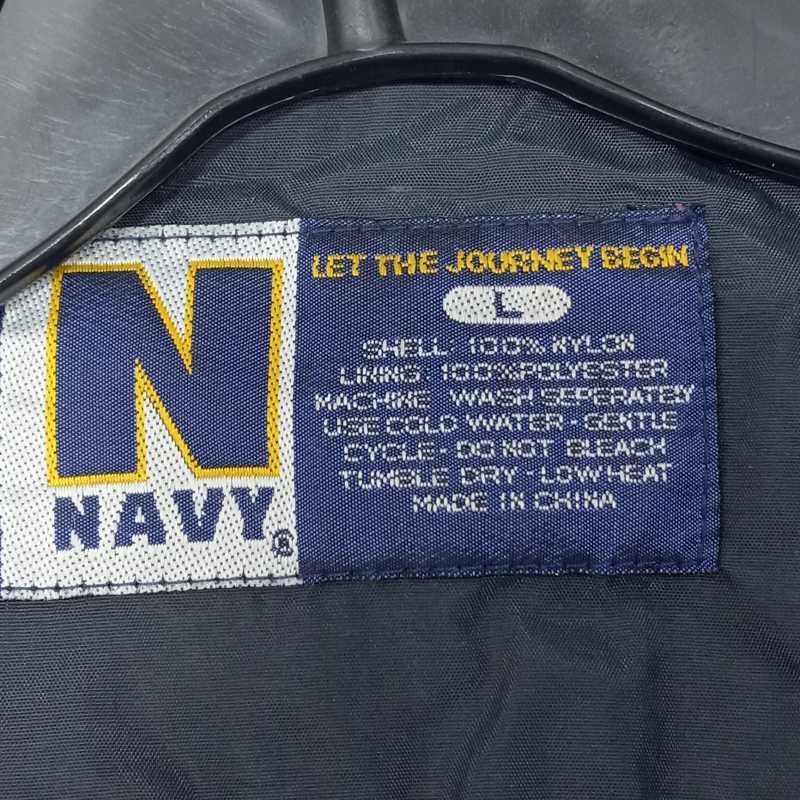 N
NAVY®
LET THE JOURNEY BEGIN
L
SHELL: 100% NYLON
LINING: 100% POLYESTER
MACHINE WASH SEPERATELY
USE COLD WATER - GENTLE
CYCLE - DO NOT BLEACH
TUMBLE DRY - LOW HEAT
MADE IN CHINA